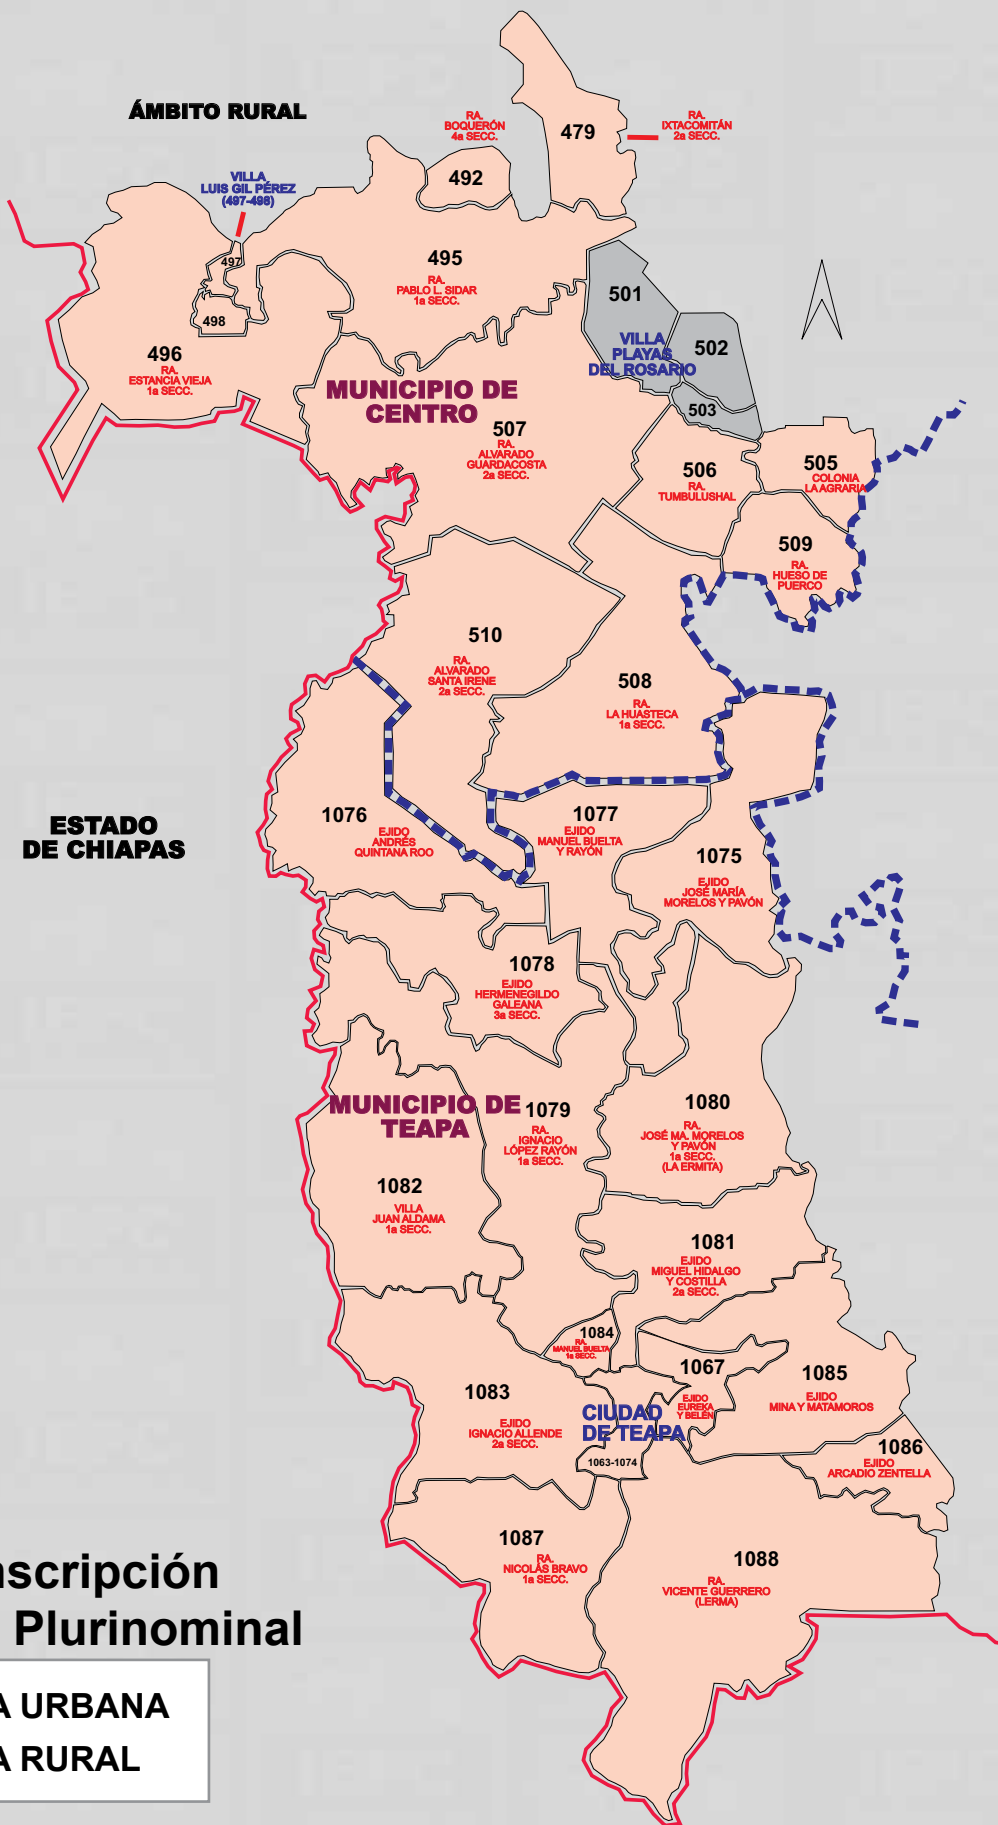 ÁMBITO RURAL
RA.
BOQUERÓN
4a SECC.
479
RA.
IXTACOMITÁN
2a SECC.
492
VILLA
LUIS GIL PÉREZ
(497-498)
497
498
495
RA.
PABLO L. SIDAR
1a SECC.
501
502
503
VILLA
PLAYAS
DEL ROSARIO
496
RA.
ESTANCIA VIEJA
1a SECC.
MUNICIPIO DE
CENTRO
507
RA.
ALVARADO
GUARDACOSTA
2a SECC.
506
RA.
TUMBULUSHAL
505
COLONIA
LA AGRARIA
509
RA.
HUESO DE
PUERCO
510
RA.
ALVARADO
SANTA IRENE
2a SECC.
508
RA.
LA HUASTECA
1a SECC.
ESTADO
DE CHIAPAS
1076
EJIDO
ANDRÉS
QUINTANA ROO
1077
EJIDO
MANUEL BUELTA
Y RAYÓN
1075
EJIDO
JOSÉ MARÍA
MORELOS Y PAVÓN
1078
EJIDO
HERMENEGILDO
GALEANA
3a SECC.
MUNICIPIO DE
TEAPA
1079
RA.
IGNACIO
LÓPEZ RAYÓN
1a SECC.
1080
RA.
JOSÉ MA. MORELOS
Y PAVÓN
1a SECC.
(LA ERMITA)
1082
VILLA
JUAN ALDAMA
1a SECC.
1081
EJIDO
MIGUEL HIDALGO
Y COSTILLA
2a SECC.
1084
RA.
MANUEL BUELTA
1a SECC.
1067
EJIDO
EUREKA
Y BELÉN
1085
EJIDO
MINA Y MATAMOROS
1083
EJIDO
IGNACIO ALLENDE
2a SECC.
CIUDAD
DE TEAPA
1063-1074
1086
EJIDO
ARCADIO ZENTELLA
1087
RA.
NICOLÁS BRAVO
1a SECC.
1088
RA.
VICENTE GUERRERO
(LERMA)
nscripción
Plurinominal
A URBANA
A RURAL